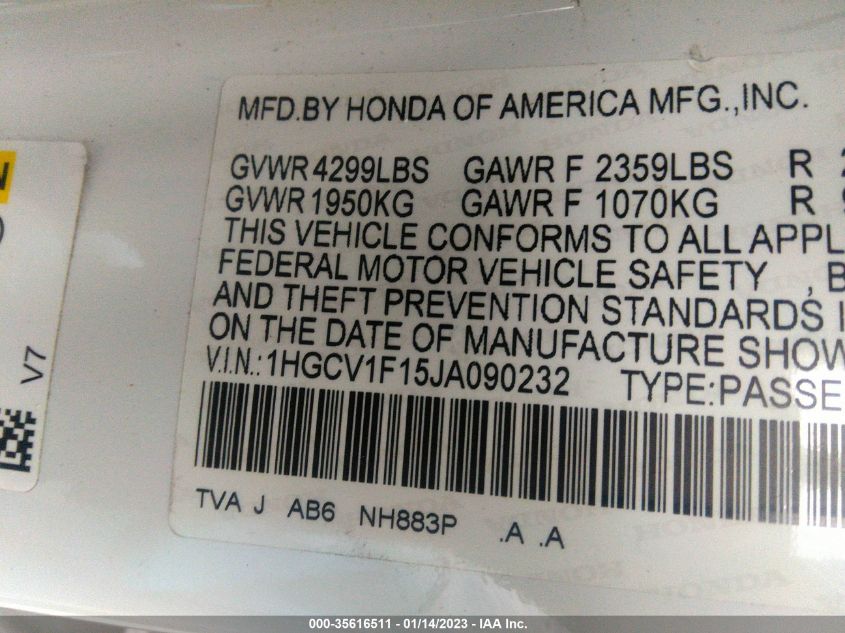 MFD.BY HONDA OF AMERICA MFG.,INC.
GVWR 4299LBS GAWR F 2359LBS R 2
GVWR 1950KG GAWR F 1070KG R 9
THIS VEHICLE CONFORMS TO ALL APPL
FEDERAL MOTOR VEHICLE SAFETY , B
AND THEFT PREVENTION STANDARDS I
ON THE DATE OF MANUFACTURE SHOW
V.I.N.:1HGCV1F15JA090232 TYPE:PASSE
TVA J AB6 NH883P .A .A
N
V7
000-35616511 - 01/14/2023 - IAA Inc.